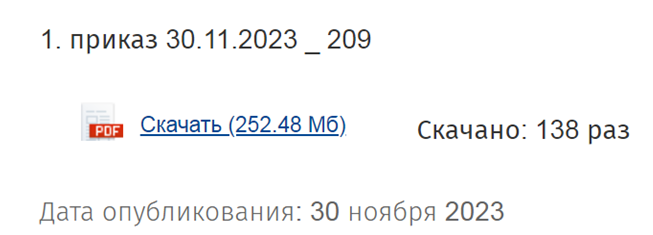 1. приказ 30.11.2023 _ 209
PDF Скачать (252.48 Мб) Скачано: 138 раз
Дата опубликования: 30 ноября 2023